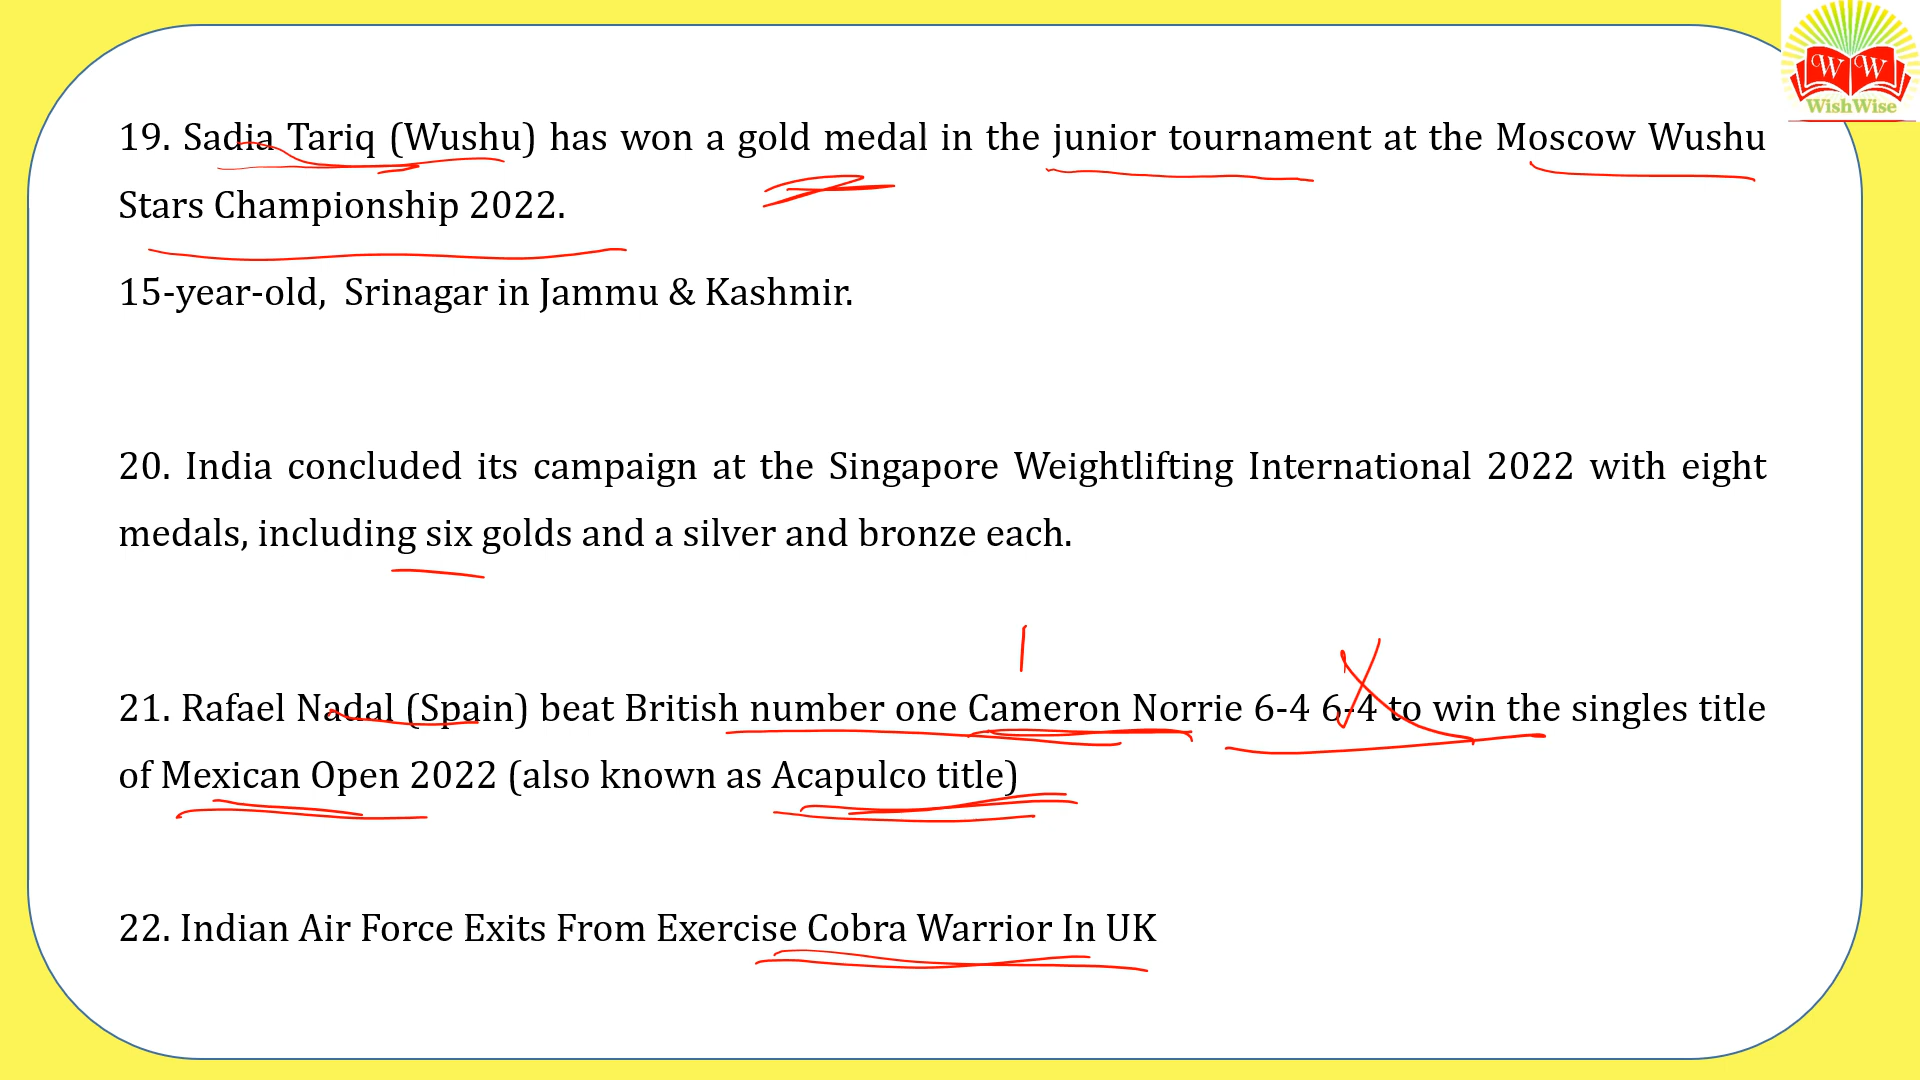 W W
WishWise
19. Sadia Tariq (Wushu) has won a gold medal in the junior tournament at the Moscow Wushu
Stars Championship 2022.
15-year-old, Srinagar in Jammu & Kashmir.
20. India concluded its campaign at the Singapore Weightlifting International 2022 with eight
medals, including six golds and a silver and bronze each.
21. Rafael Nadal (Spain) beat British number one Cameron Norrie 6-4 6-4 to win the singles title
of Mexican Open 2022 (also known as Acapulco title)
22. Indian Air Force Exits From Exercise Cobra Warrior In UK